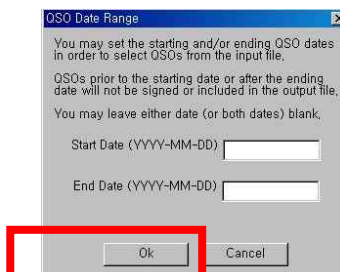 QSO Date Range
You may set the starting and/or ending QSO dates
in order to select QSOs from the input file,
QSOs prior to the starting date or after the ending
date will not be signed or included in the output file,
You may leave either date (or both dates) blank,
Start Date (YYYY-MM-DD)
End Date (YYYY-MM-DD)
Ok Cancel